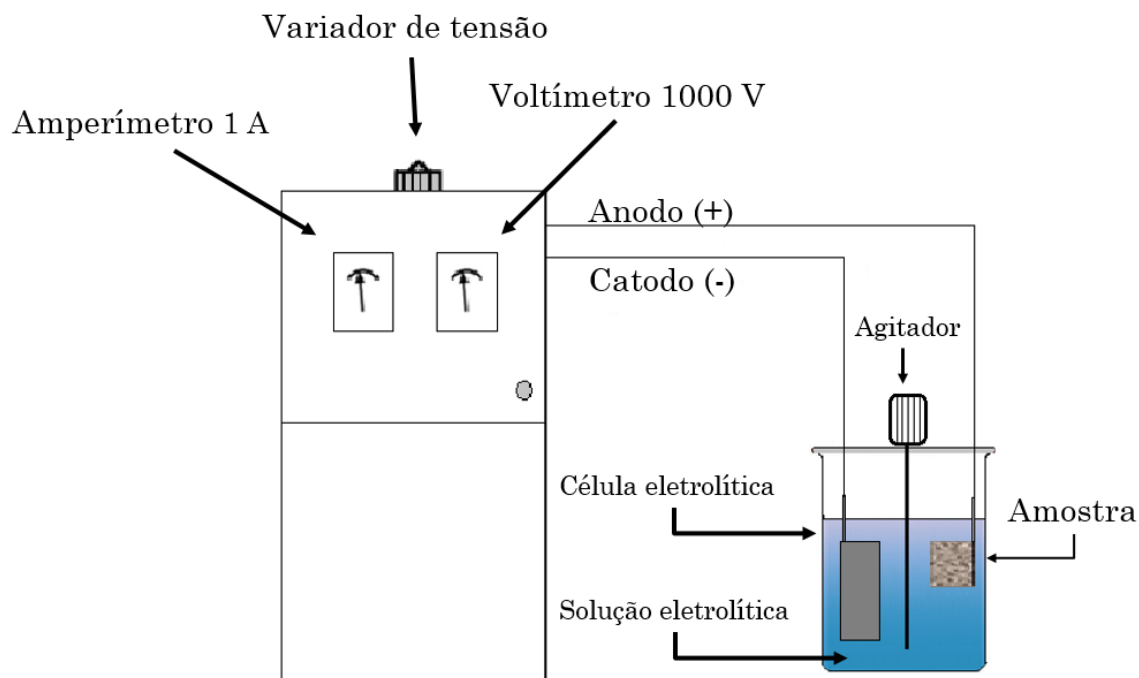 Variador de tensão
Voltímetro 1000 V
Amperímetro 1 A
Anodo (+)
Catodo (-)
Agitador
Célula eletrolítica
Amostra
Solução eletrolítica